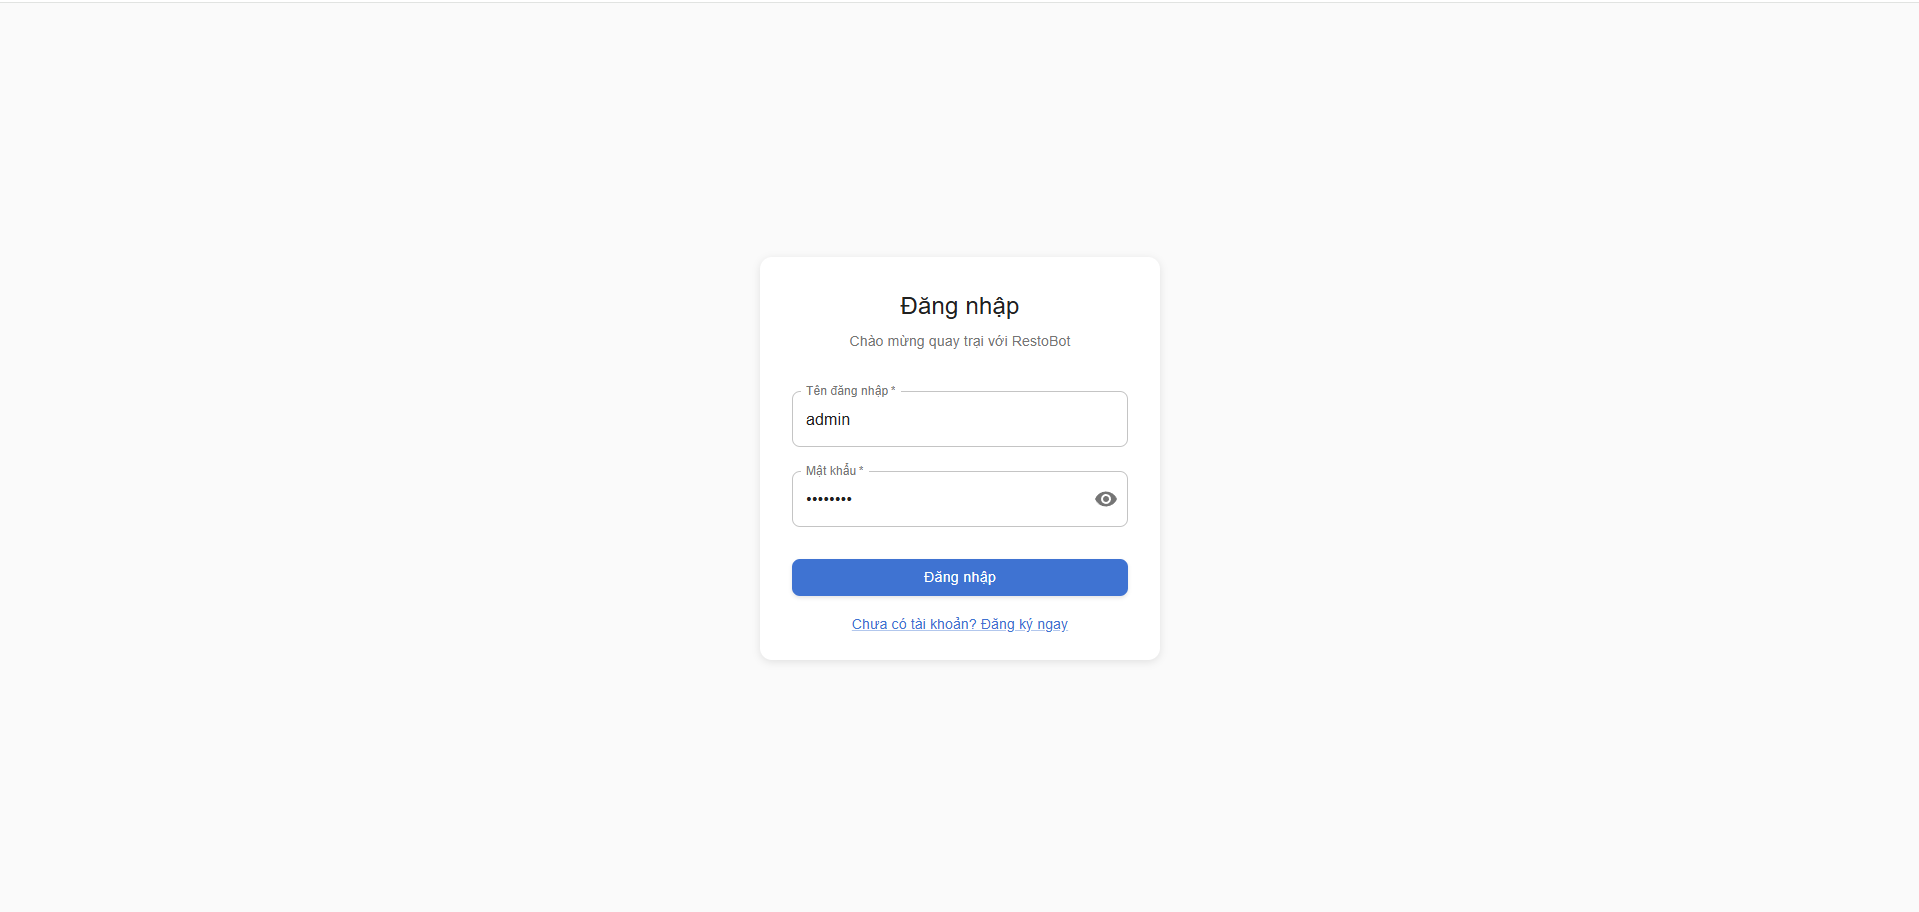 Đăng nhập
Chào mừng quay trại với RestoBot
Tên đăng nhập *
admin
Mật khẩu *
••••••••
Đăng nhập
Chưa có tài khoản? Đăng ký ngay